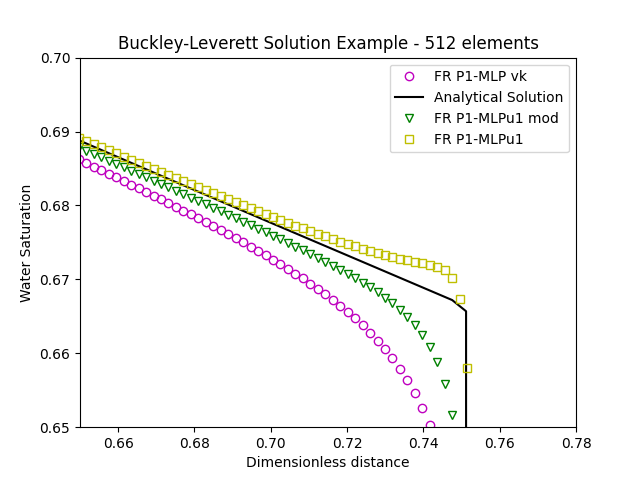 Buckley-Leverett Solution Example - 512 elements
0.70
0.69
0.68
0.67
0.66
0.65
Water Saturation
FR P1-MLP vk
Analytical Solution
FR P1-MLPu1 mod
FR P1-MLPu1
0.66 0.68 0.70 0.72 0.74 0.76 0.78
Dimensionless distance